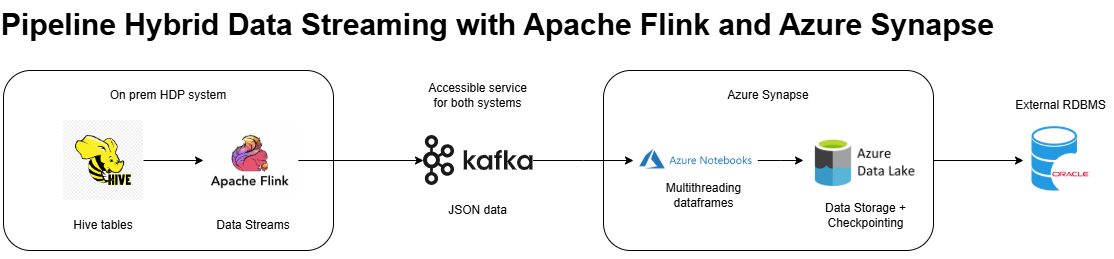 Pipeline Hybrid Data Streaming with Apache Flink and Azure Synapse
On prem HDP system
HIVE
Hive tables
Apache Flink
Data Streams
Accessible service
for both systems
kafka
JSON data
Azure Synapse
Azure Notebooks
Multithreading
dataframes
Azure
Data Lake
Data Storage +
Checkpointing
External RDBMS
ORACLE